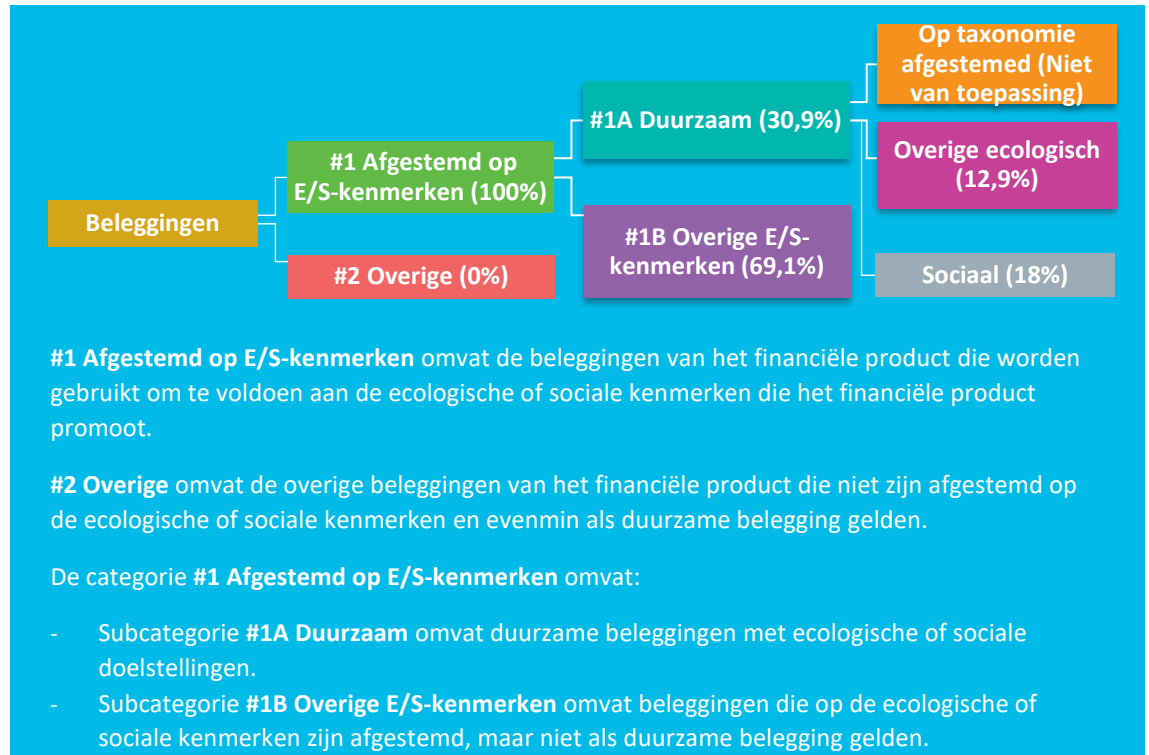 Beleggingen
#1 Afgestemd op
E/S-kenmerken (100%)
#2 Overige (0%)
#1A Duurzaam (30,9%)
#1B Overige E/S-
kenmerken (69,1%)
Op taxonomie
afgestemed (Niet
van toepassing)
Overige ecologisch
(12,9%)
Sociaal (18%)
#1 Afgestemd op E/S-kenmerken omvat de beleggingen van het financiële product die worden
gebruikt om te voldoen aan de ecologische of sociale kenmerken die het financiële product
promoot.
#2 Overige omvat de overige beleggingen van het financiële product die niet zijn afgestemd op
de ecologische of sociale kenmerken en evenmin als duurzame belegging gelden.
De categorie #1 Afgestemd op E/S-kenmerken omvat:
- Subcategorie #1A Duurzaam omvat duurzame beleggingen met ecologische of sociale
doelstellingen.
- Subcategorie #1B Overige E/S-kenmerken omvat beleggingen die op de ecologische of
sociale kenmerken zijn afgestemd, maar niet als duurzame belegging gelden.